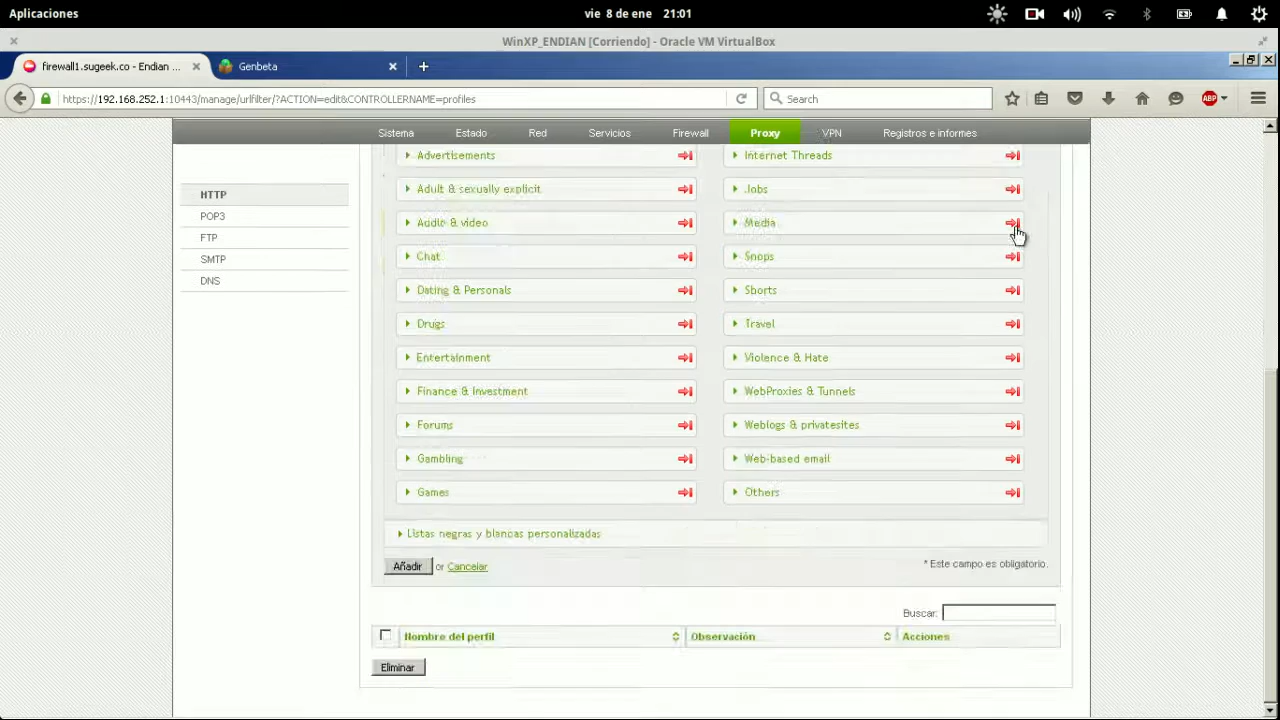 Aplicaciones
vie 8 de ene 21:01
WinXP_ENDIAN [Corriendo] - Oracle VM VirtualBox
firewall1.sugeek.co - Endian ...
Genbeta
https://192.168.252.1:10443/manage/urlfilter/?ACTION=edit&CONTROLLERNAME=profiles
Search
ABP
Sistema Estado Red Servicios Firewall Proxy VPN Registros e informes
HTTP
POP3
FTP
SMTP
DNS
Advertisements
Internet Threads
Adult & sexually explicit
Jobs
Audio & video
Media
Chat
Snops
Dating & Personals
Shorts
Drugs
Travel
Entertainment
Violence & Hate
Finance & Investment
WebProxies & Tunnels
Forums
Weblogs & privatesites
Gambling
Web-based email
Games
Others
Listas negras y blancas personalizadas
Añadir or Cancelar
* Este campo es obligatorio.
Buscar:
Nombre del perfil Observación Acciones
Eliminar